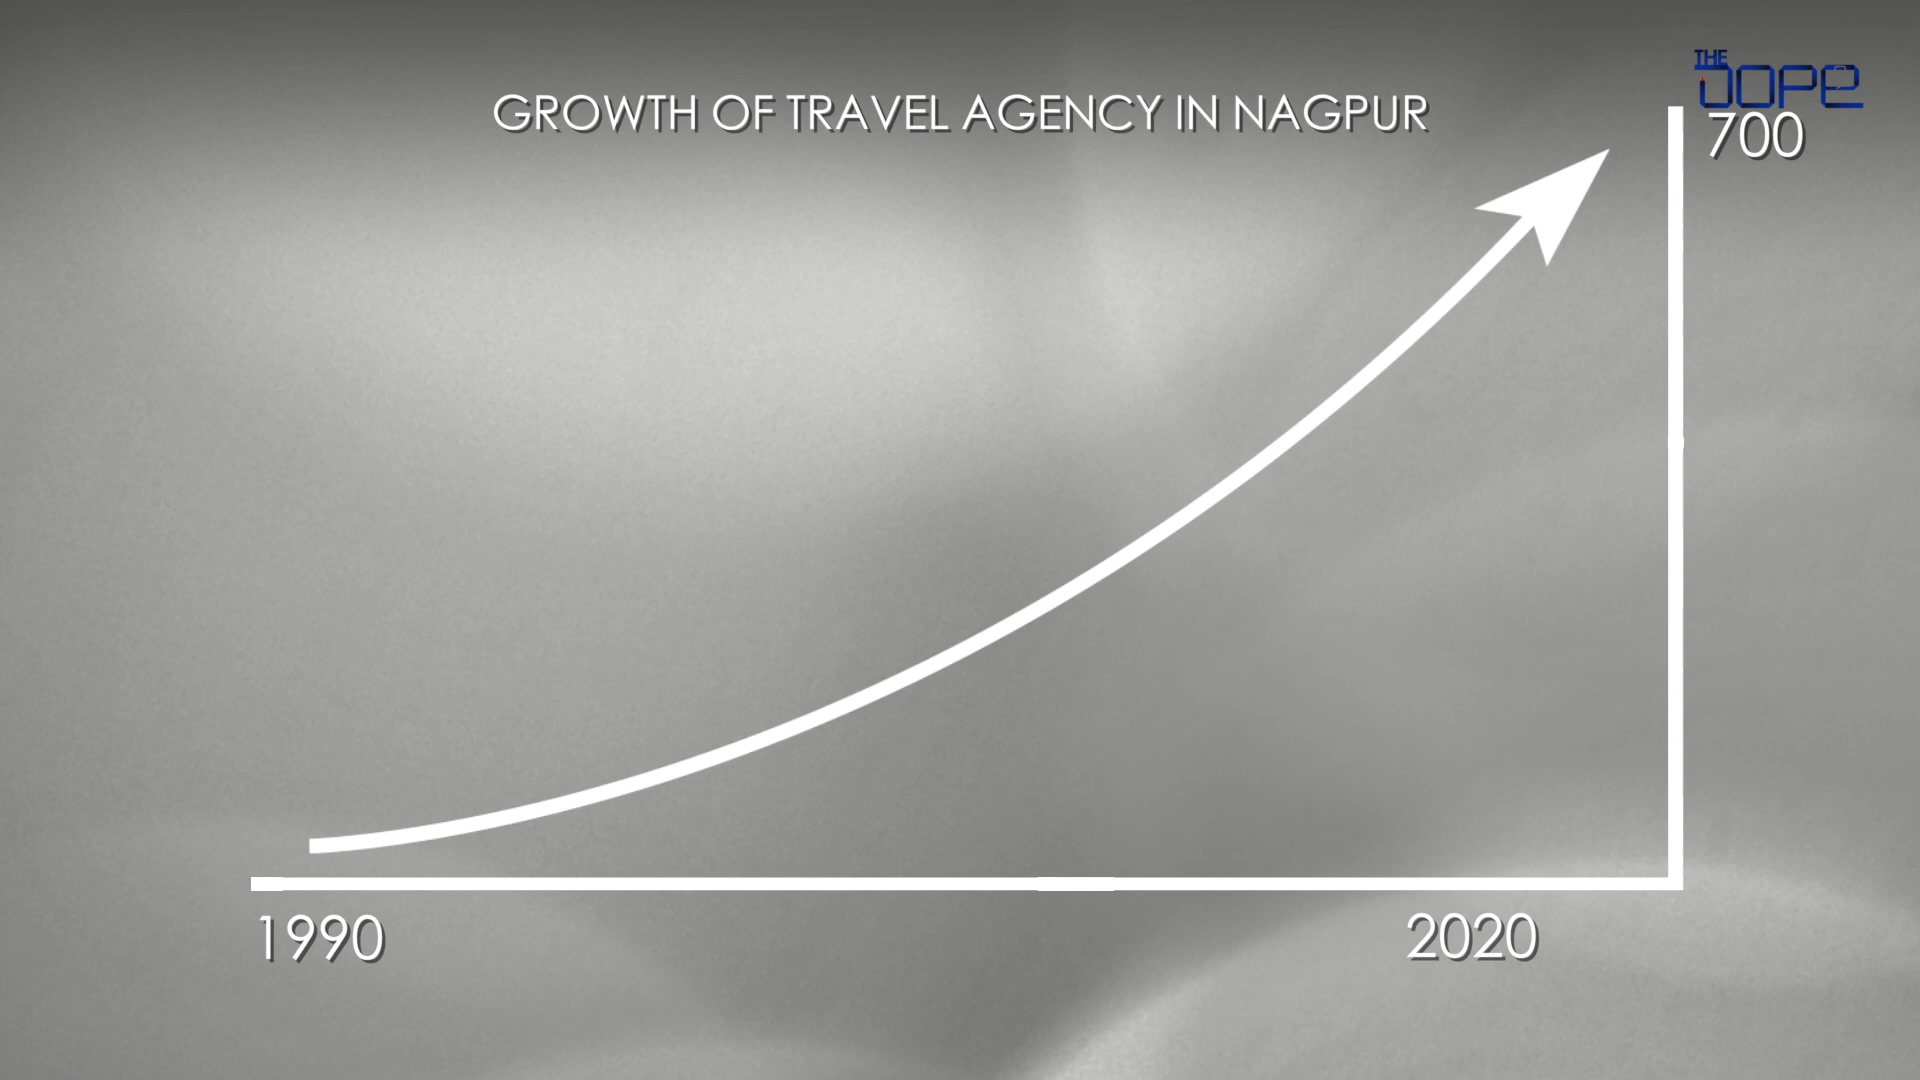 THE
DOPE
GROWTH OF TRAVEL AGENCY IN NAGPUR
700
1990
2020